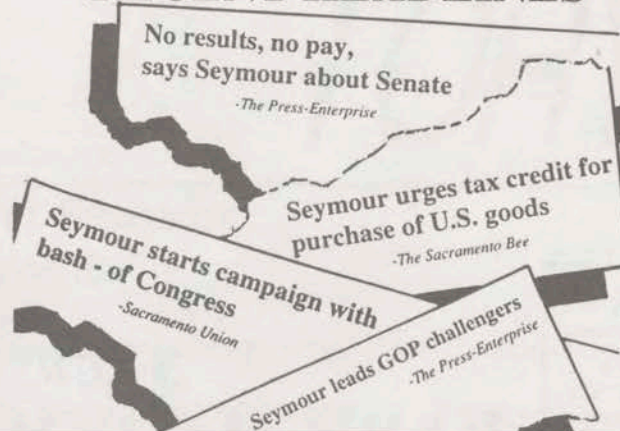 No results, no pay,
says Seymour about Senate
-The Press-Enterprise
Seymour urges tax credit for
purchase of U.S. goods
-The Sacramento Bee
Seymour starts campaign with
bash - of Congress
-Sacramento Union
Seymour leads GOP challengers
-The Press-Enterprise